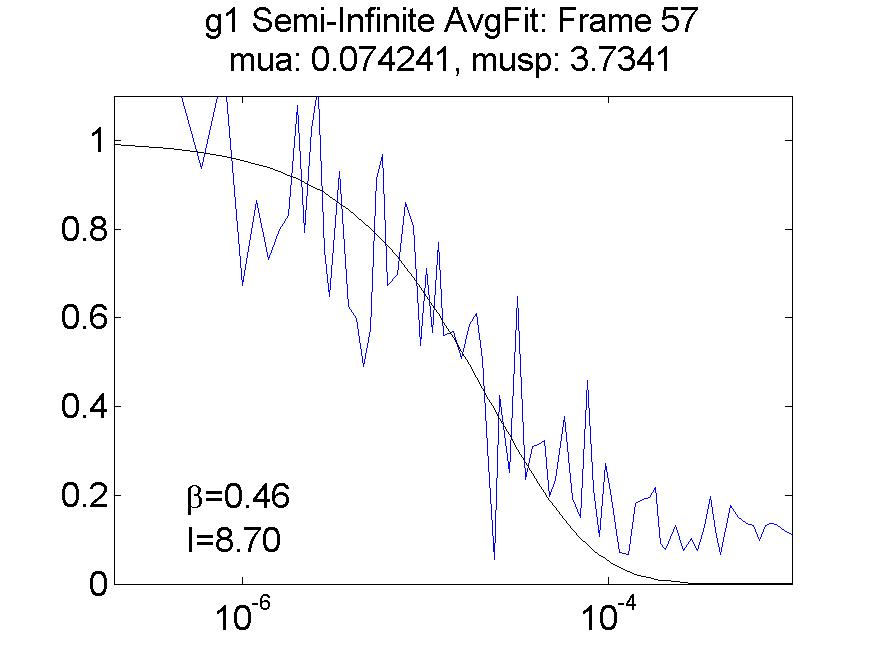 g1 Semi-Infinite AvgFit: Frame 57
mua: 0.074241, musp: 3.7341
1
0.8
0.6
0.4
0.2
0
β=0.46
I=8.70
10^-6 10^-4